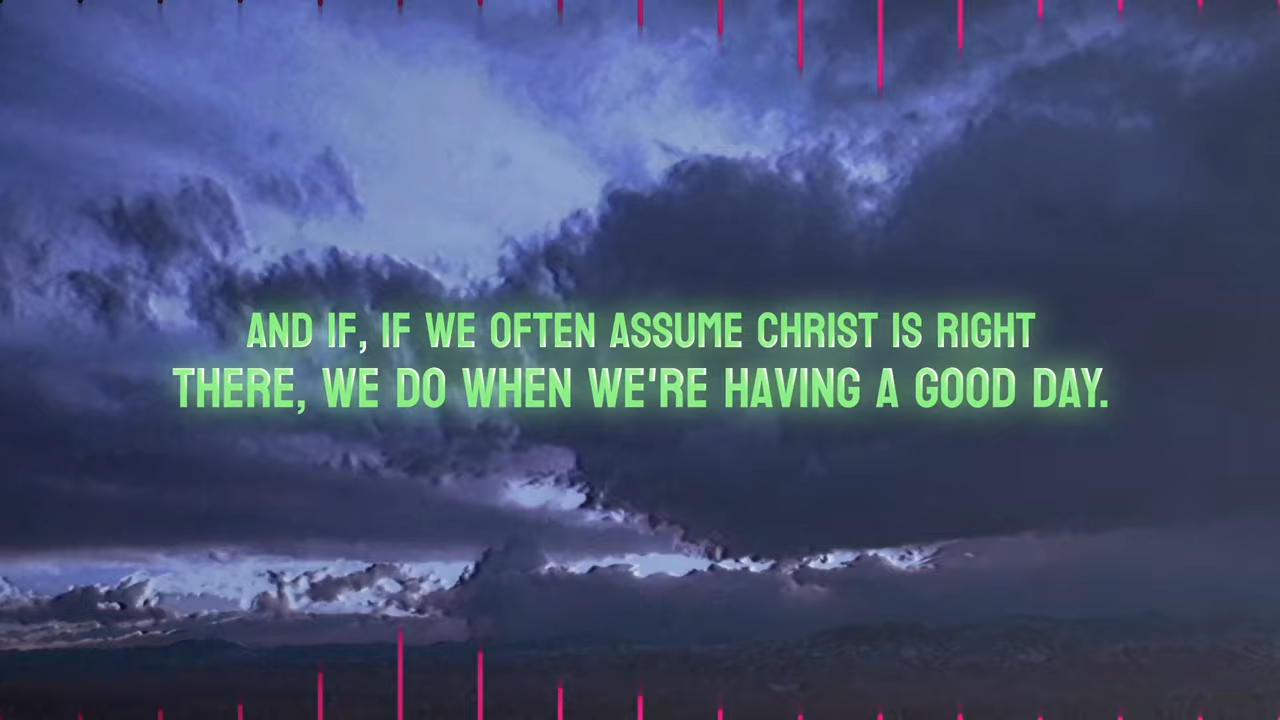 AND IF, IF WE OFTEN ASSUME CHRIST IS RIGHT
THERE, WE DO WHEN WE'RE HAVING A GOOD DAY.